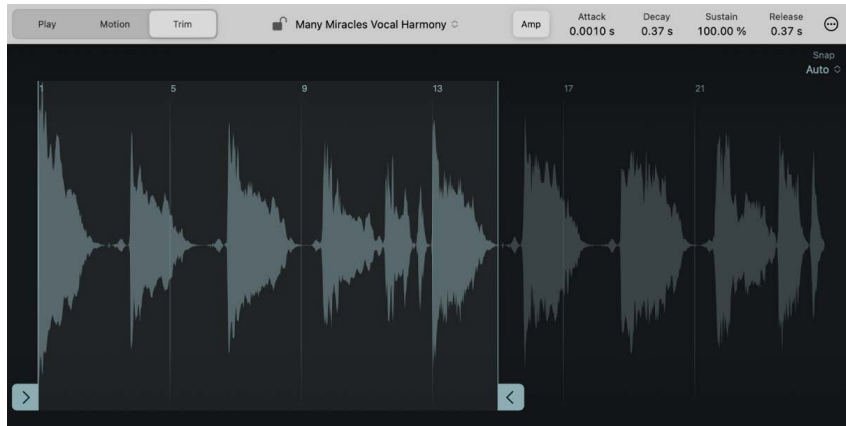 Play Motion Trim Many Miracles Vocal Harmony Amp Attack Decay Sustain Release
0.0010 s 0.37 s 100.00 % 0.37 s
Snap
Auto
1 5 9 13 17 21